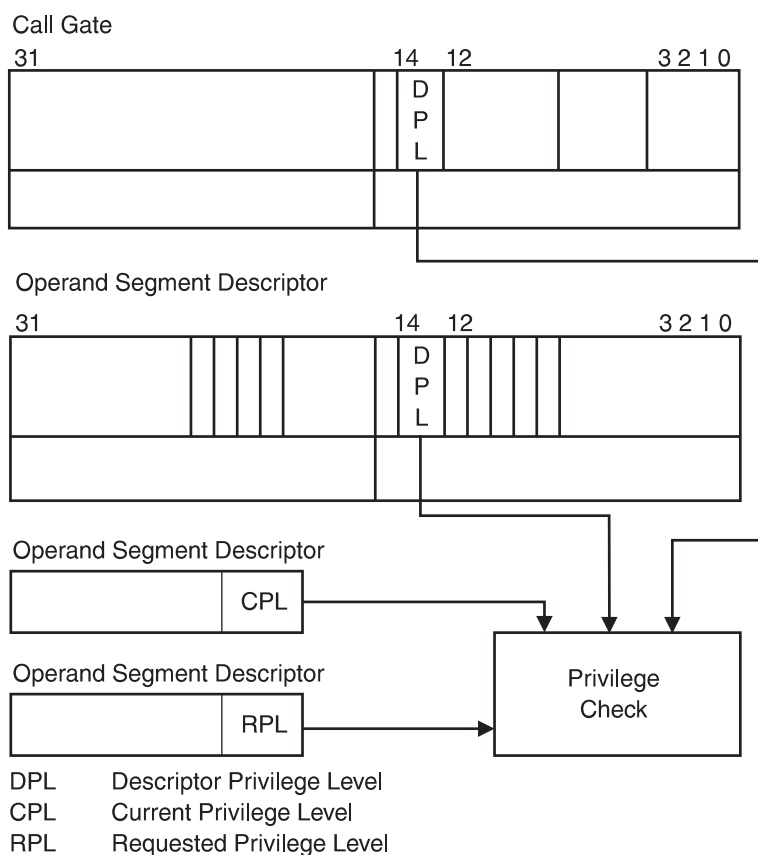 Call Gate
31 14 12 3 2 1 0
D
P
L
Operand Segment Descriptor
31 14 12 3 2 1 0
D
P
L
Operand Segment Descriptor
CPL
Operand Segment Descriptor
RPL
Privilege
Check
DPL Descriptor Privilege Level
CPL Current Privilege Level
RPL Requested Privilege Level